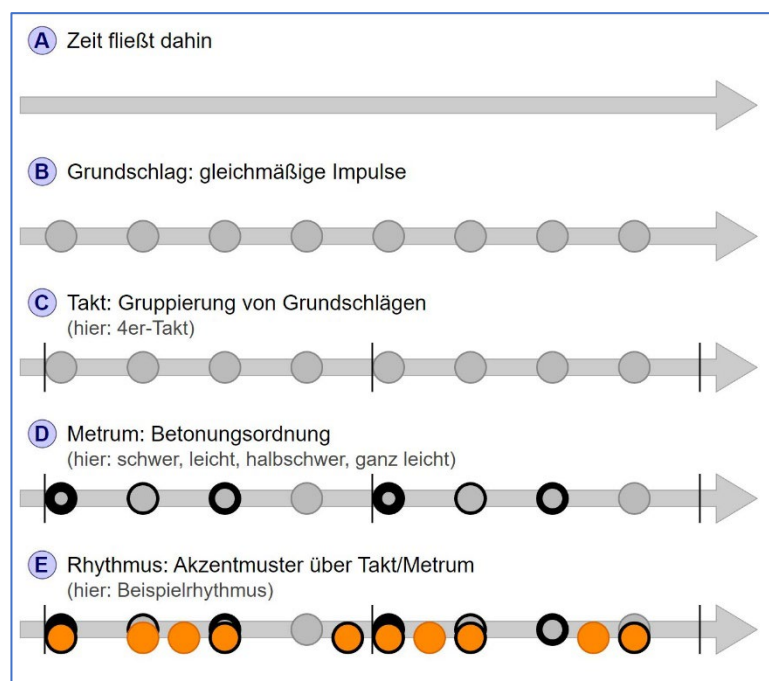 A Zeit fließt dahin
B Grundschlag: gleichmäßige Impulse
C Takt: Gruppierung von Grundschlägen
(hier: 4er-Takt)
D Metrum: Betonungsordnung
(hier: schwer, leicht, halbschwer, ganz leicht)
E Rhythmus: Akzentmuster über Takt/Metrum
(hier: Beispielrhythmus)